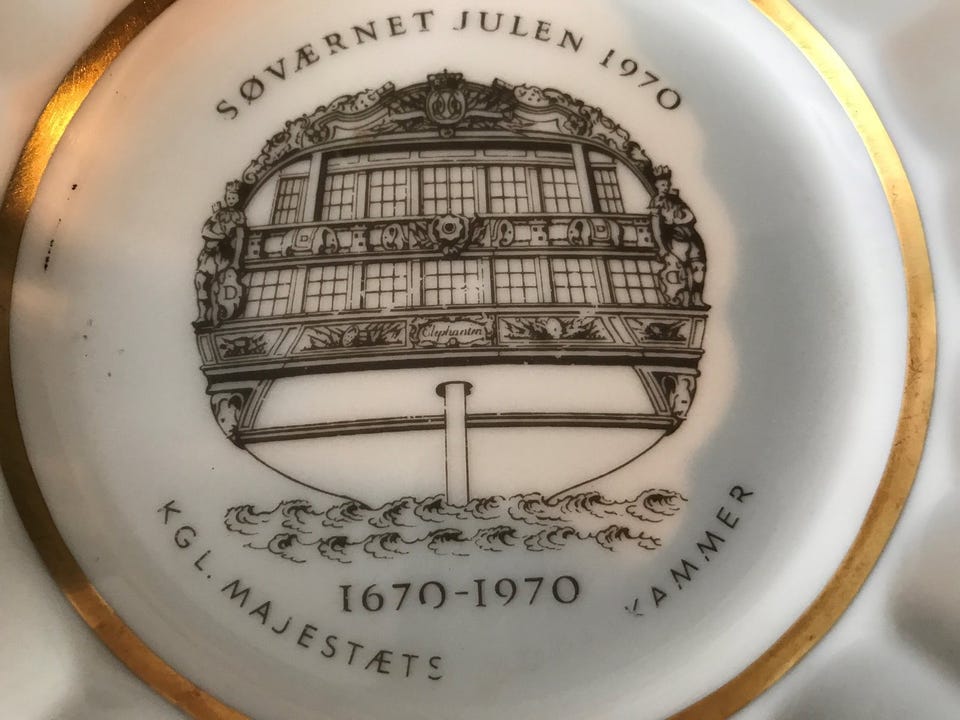 SØVÆRNET JULEN 1970
Elephanten
1670-1970
KGL. MAJESTÆTS KAMMER